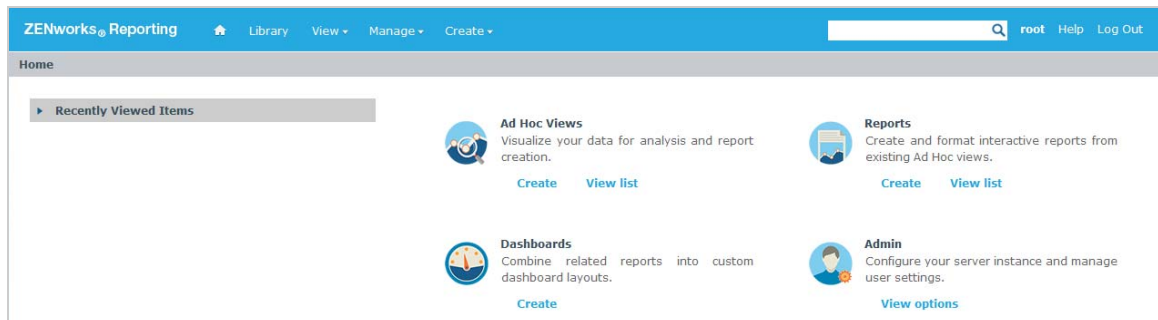 ZENworks® Reporting Library View Manage Create root Help Log Out
Home
Recently Viewed Items
Ad Hoc Views
Visualize your data for analysis and report
creation.
Create View list
Reports
Create and format interactive reports from
existing Ad Hoc views.
Create View list
Dashboards
Combine related reports into custom
dashboard layouts.
Create
Admin
Configure your server instance and manage
user settings.
View options